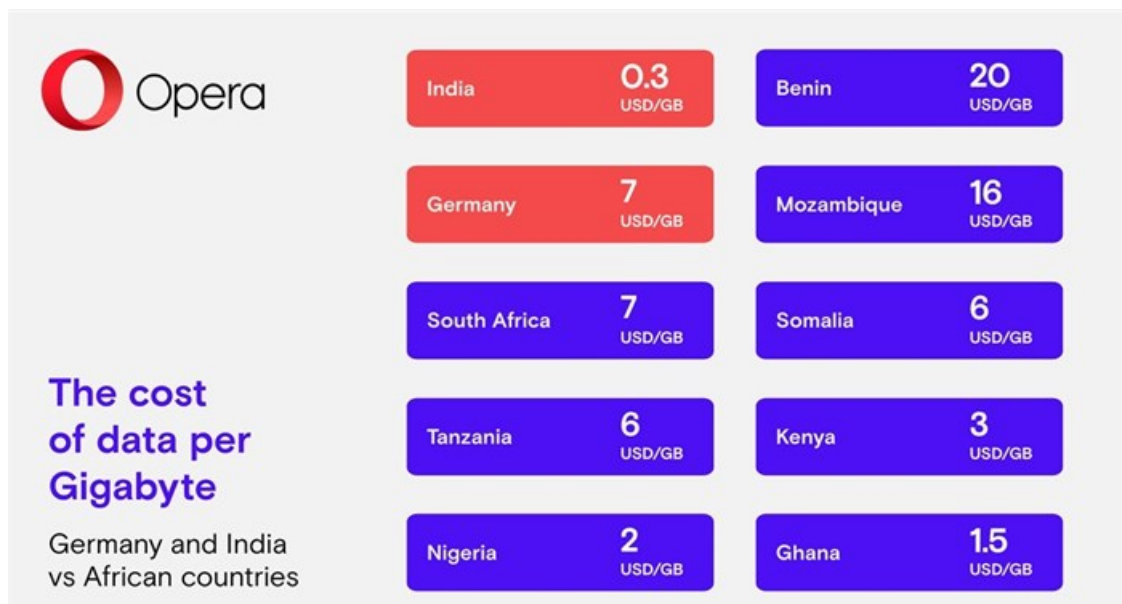 Opera
India
0.3
USD/GB
Benin
20
USD/GB
Germany
7
USD/GB
Mozambique
16
USD/GB
South Africa
7
USD/GB
Somalia
6
USD/GB
The cost
of data per
Gigabyte
Tanzania
6
USD/GB
Kenya
3
USD/GB
Germany and India
vs African countries
Nigeria
2
USD/GB
Ghana
1.5
USD/GB